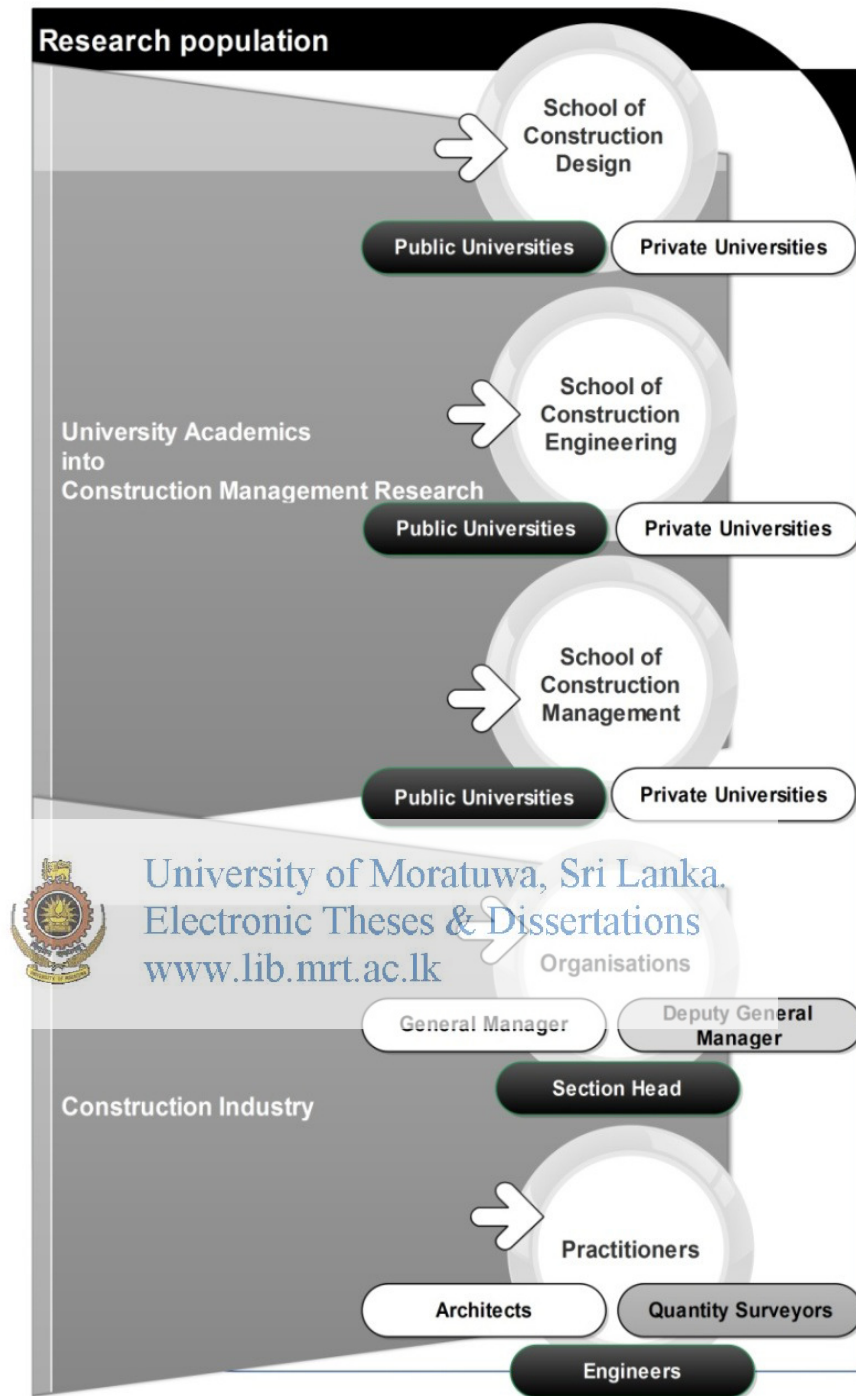 Research population
School of
Construction
Design
Public Universities
Private Universities
University Academics
into
Construction Management Research
School of
Construction
Engineering
Public Universities
Private Universities
School of
Construction
Management
Public Universities
Private Universities
University of Moratuwa, Sri Lanka.
Electronic Theses & Dissertations
www.lib.mrt.ac.lk
Organisations
General Manager
Deputy General
Manager
Section Head
Construction Industry
Practitioners
Architects
Quantity Surveyors
Engineers